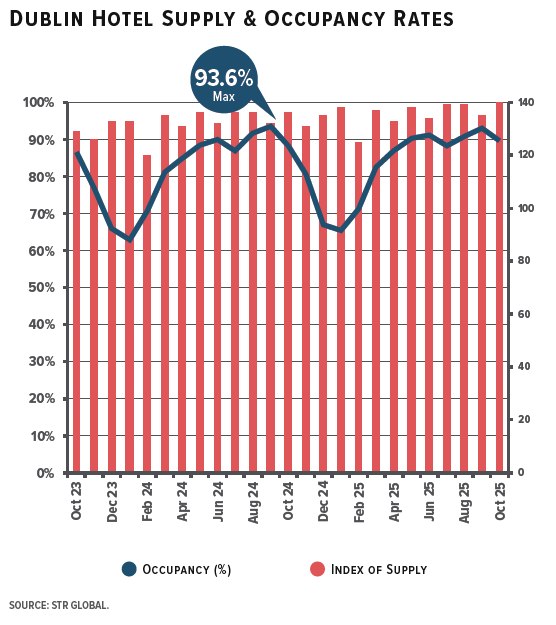 Dublin Hotel Supply & Occupancy Rates
93.6%
Max
100%
90%
80%
70%
60%
50%
40%
30%
20%
10%
0%
140
120
100
80
60
40
20
0
Oct 23
Dec 23
Feb 24
Apr 24
Jun 24
Aug 24
Oct 24
Dec 24
Feb 25
Apr 25
Jun 25
Aug 25
Oct 25
Occupancy (%)
Index of Supply
SOURCE: STR GLOBAL.